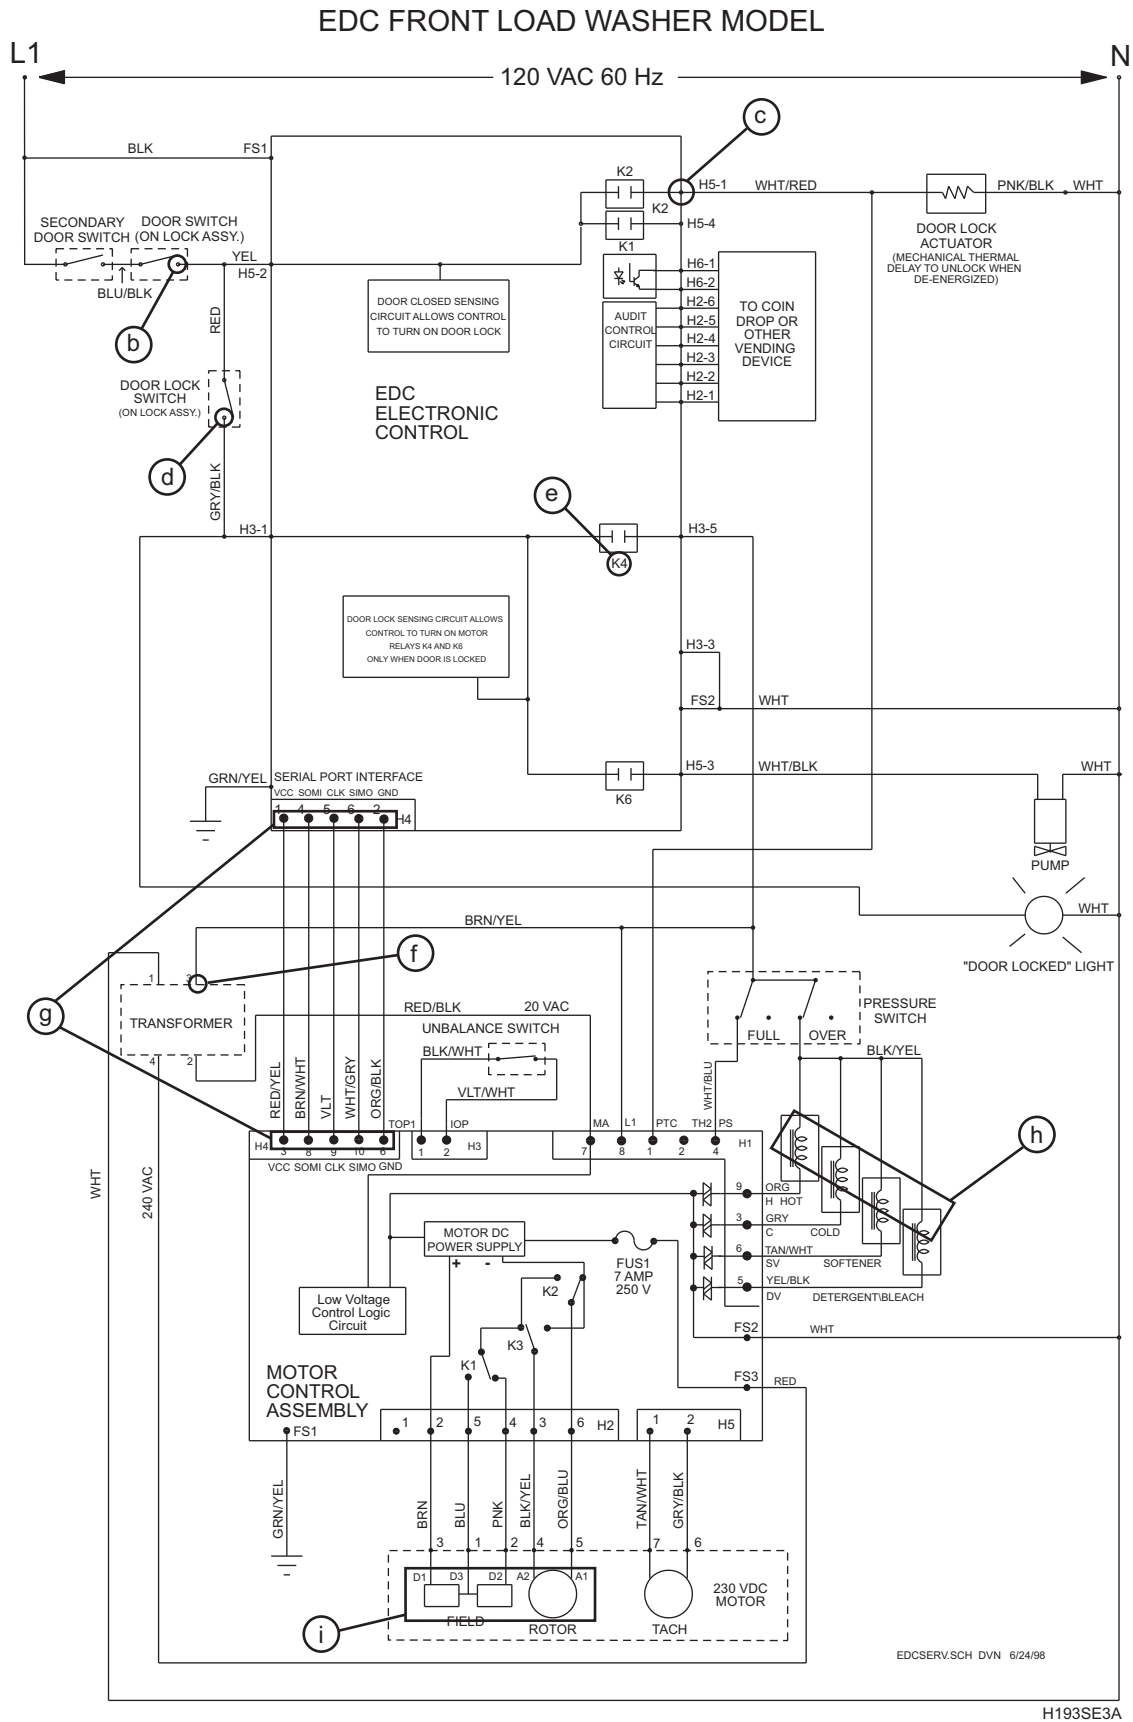 EDC FRONT LOAD WASHER MODEL
L1
N
120 VAC 60 Hz
c
BLK
FS1
K2
H5-1
WHT/RED
PNK/BLK
WHT
K2
SECONDARY
DOOR SWITCH
DOOR SWITCH
(ON LOCK ASSY.)
H5-4
DOOR LOCK
ACTUATOR
(MECHANICAL THERMAL
DELAY TO UNLOCK WHEN
DE-ENERGIZED)
K1
YEL
H5-2
BLU/BLK
H6-1
H6-2
H2-6
H2-5
H2-4
H2-3
H2-2
H2-1
DOOR CLOSED SENSING
CIRCUIT ALLOWS CONTROL
TO TURN ON DOOR LOCK
AUDIT
CONTROL
CIRCUIT
TO COIN
DROP OR
OTHER
VENDING
DEVICE
b
RED
DOOR LOCK
SWITCH
(ON LOCK ASSY.)
EDC
ELECTRONIC
CONTROL
d
e
GRY/BLK
H3-1
H3-5
K4
DOOR LOCK SENSING CIRCUIT ALLOWS
CONTROL TO TURN ON MOTOR
RELAYS K4 AND K6
ONLY WHEN DOOR IS LOCKED
H3-3
FS2
WHT
GRN/YEL
SERIAL PORT INTERFACE
VCC SOMI CLK SIMO GND
1 4 5 6 2
H4
K6
H5-3
WHT/BLK
WHT
PUMP
BRN/YEL
WHT
"DOOR LOCKED" LIGHT
f
g
1
3
TRANSFORMER
4
2
RED/BLK
20 VAC
UNBALANCE SWITCH
BLK/WHT
VLT/WHT
PRESSURE
SWITCH
FULL
OVER
BLK/YEL
WHT/BLU
RED/YEL
BRN/WHT
VLT
WHT/GRY
ORG/BLK
h
TOP1
IOP
MA
L1
PTC
TH2
PS
H4
3 8 9 10 6
1 2
H3
7 8 1 2 4
H1
VCC SOMI CLK SIMO GND
WHT
240 VAC
9
ORG
H HOT
3
GRY
C
COLD
6
TAN/WHT
SV
SOFTENER
5
YEL/BLK
DV
DETERGENT\BLEACH
MOTOR DC
POWER SUPPLY
+ -
FUS1
7 AMP
250 V
Low Voltage
Control Logic
Circuit
K2
K3
K1
FS2
WHT
FS3
RED
MOTOR
CONTROL
ASSEMBLY
FS1
1 2 5 4 3 6
H2
1 2
H5
GRN/YEL
BRN
BLU
PNK
BLK/YEL
ORG/BLU
TAN/WHT
GRY/BLK
3 1 2 4 5 7 6
D1 D3 D2 A2 A1
230 VDC
MOTOR
i
FIELD
ROTOR
TACH
EDCSERV.SCH DVN 6/24/98
H193SE3A